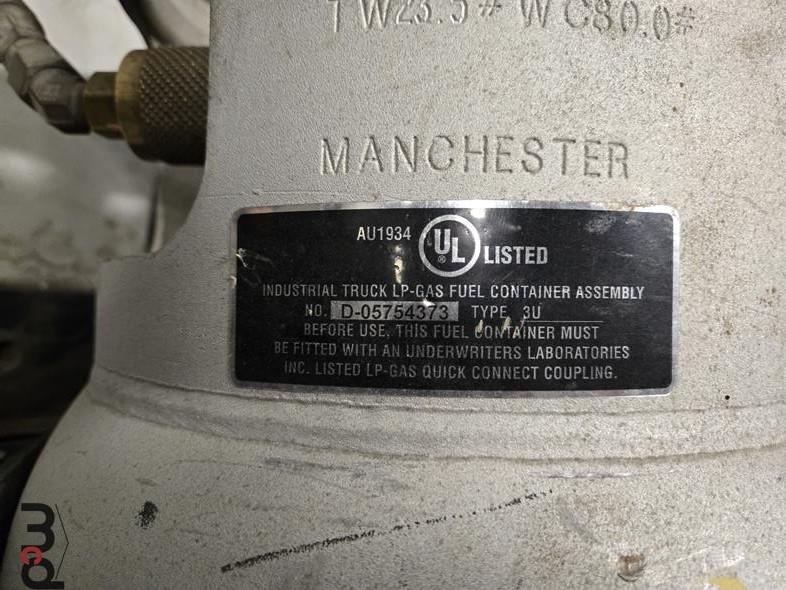 TW23.5# WC80.0#
MANCHESTER
AU1934 UL® LISTED
INDUSTRIAL TRUCK LP-GAS FUEL CONTAINER ASSEMBLY
NO. D-05754373 TYPE 3U
BEFORE USE, THIS FUEL CONTAINER MUST
BE FITTED WITH AN UNDERWRITERS LABORATORIES
INC. LISTED LP-GAS QUICK CONNECT COUPLING.
pcm